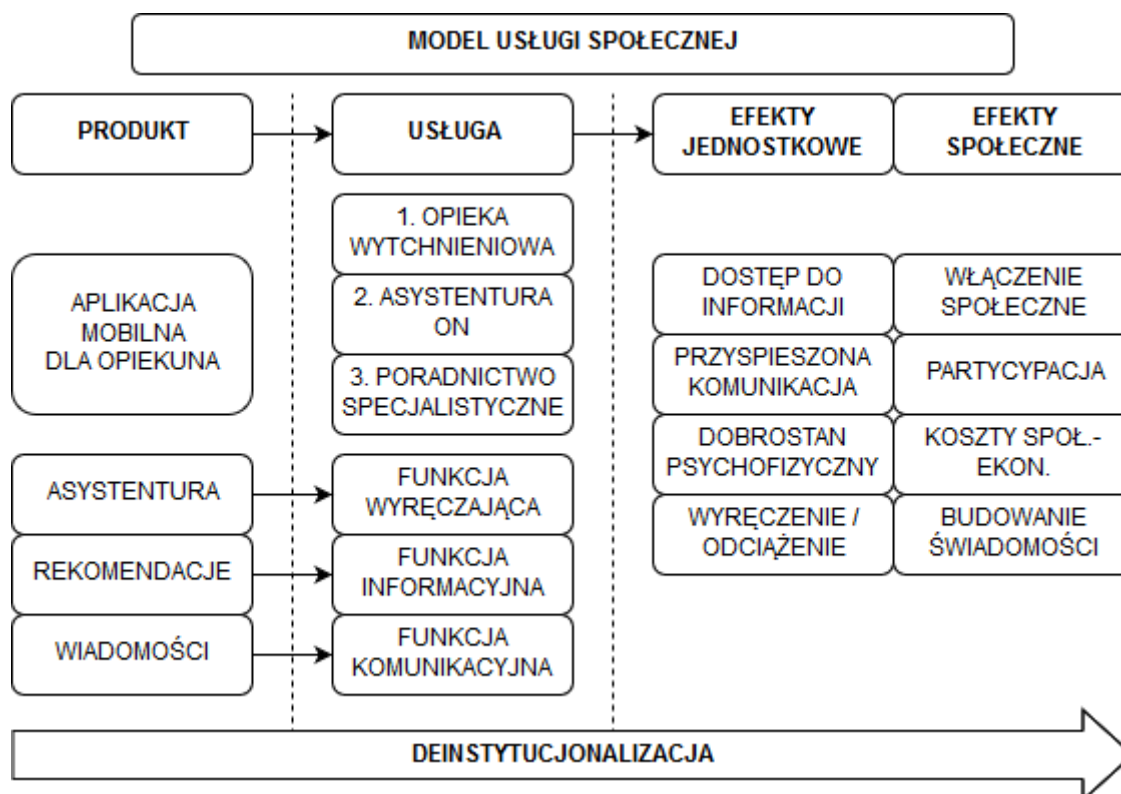 MODEL USŁUGI SPOŁECZNEJ
PRODUKT
USŁUGA
EFEKTY
JEDNOSTKOWE
EFEKTY
SPOŁECZNE
APLIKACJA
MOBILNA
DLA OPIEKUNA
1. OPIEKA
WYTCHNIENIOWA
2. ASYSTENTURA
ON
3. PORADNICTWO
SPECJALISTYCZNE
DOSTĘP DO
INFORMACJI
WŁĄCZENIE
SPOŁECZNE
PRZYSPIESZONA
KOMUNIKACJA
PARTYCYPACJA
DOBROSTAN
PSYCHOFIZYCZNY
KOSZTY SPOŁ.-
EKON.
WYRĘCZENIE /
ODCIĄŻENIE
BUDOWANIE
ŚWIADOMOŚCI
ASYSTENTURA
FUNKCJA
WYRĘCZAJĄCA
REKOMENDACJE
FUNKCJA
INFORMACYJNA
WIADOMOŚCI
FUNKCJA
KOMUNIKACYJNA
DEINSTYTUCJONALIZACJA